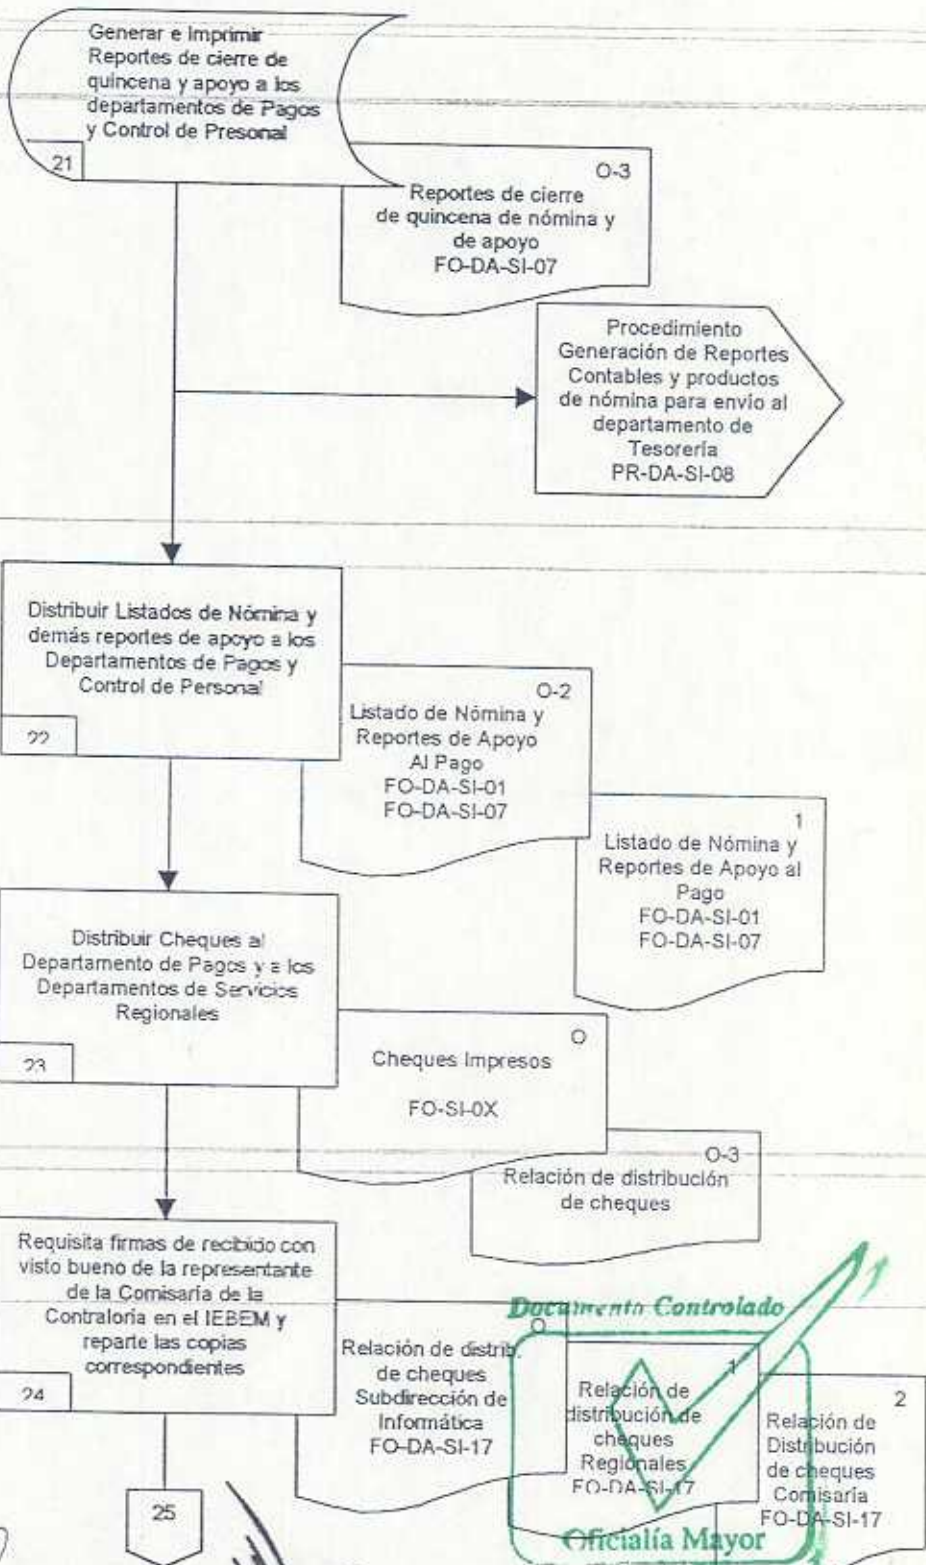 Generar e Imprimir
Reportes de cierre de
quincena y apoyo a los
departamentos de Pagos
y Control de Presonal
21
O-3
Reportes de cierre
de quincena de nómina y
de apoyo
FO-DA-SI-07
Procedimiento
Generación de Reportes
Contables y productos
de nómina para envío al
departamento de
Tesorería
PR-DA-SI-08
Distribuir Listados de Nómina y
demás reportes de apoyo a los
Departamentos de Pagos y
Control de Personal
22
O-2
Listado de Nómina y
Reportes de Apoyo
Al Pago
FO-DA-SI-01
FO-DA-SI-07
1
Listado de Nómina y
Reportes de Apoyo al
Pago
FO-DA-SI-01
FO-DA-SI-07
Distribuir Cheques al
Departamento de Pagos y a los
Departamentos de Servicios
Regionales
23
O
Cheques Impresos
FO-SI-0X
O-3
Relación de distribución
de cheques
Requisita firmas de recibido con
visto bueno de la representante
de la Comisaría de la
Contraloría en el IEBEM y
reparte las copias
correspondientes
24
Documento Controlado
O
Relación de distrib.
de cheques
Subdirección de
Informática
FO-DA-SI-17
1
Relación de
distribución de
cheques
Regionales
FO-DA-SI-17
2
Relación de
Distribución
de cheques
Comisaría
FO-DA-SI-17
Oficialía Mayor
25